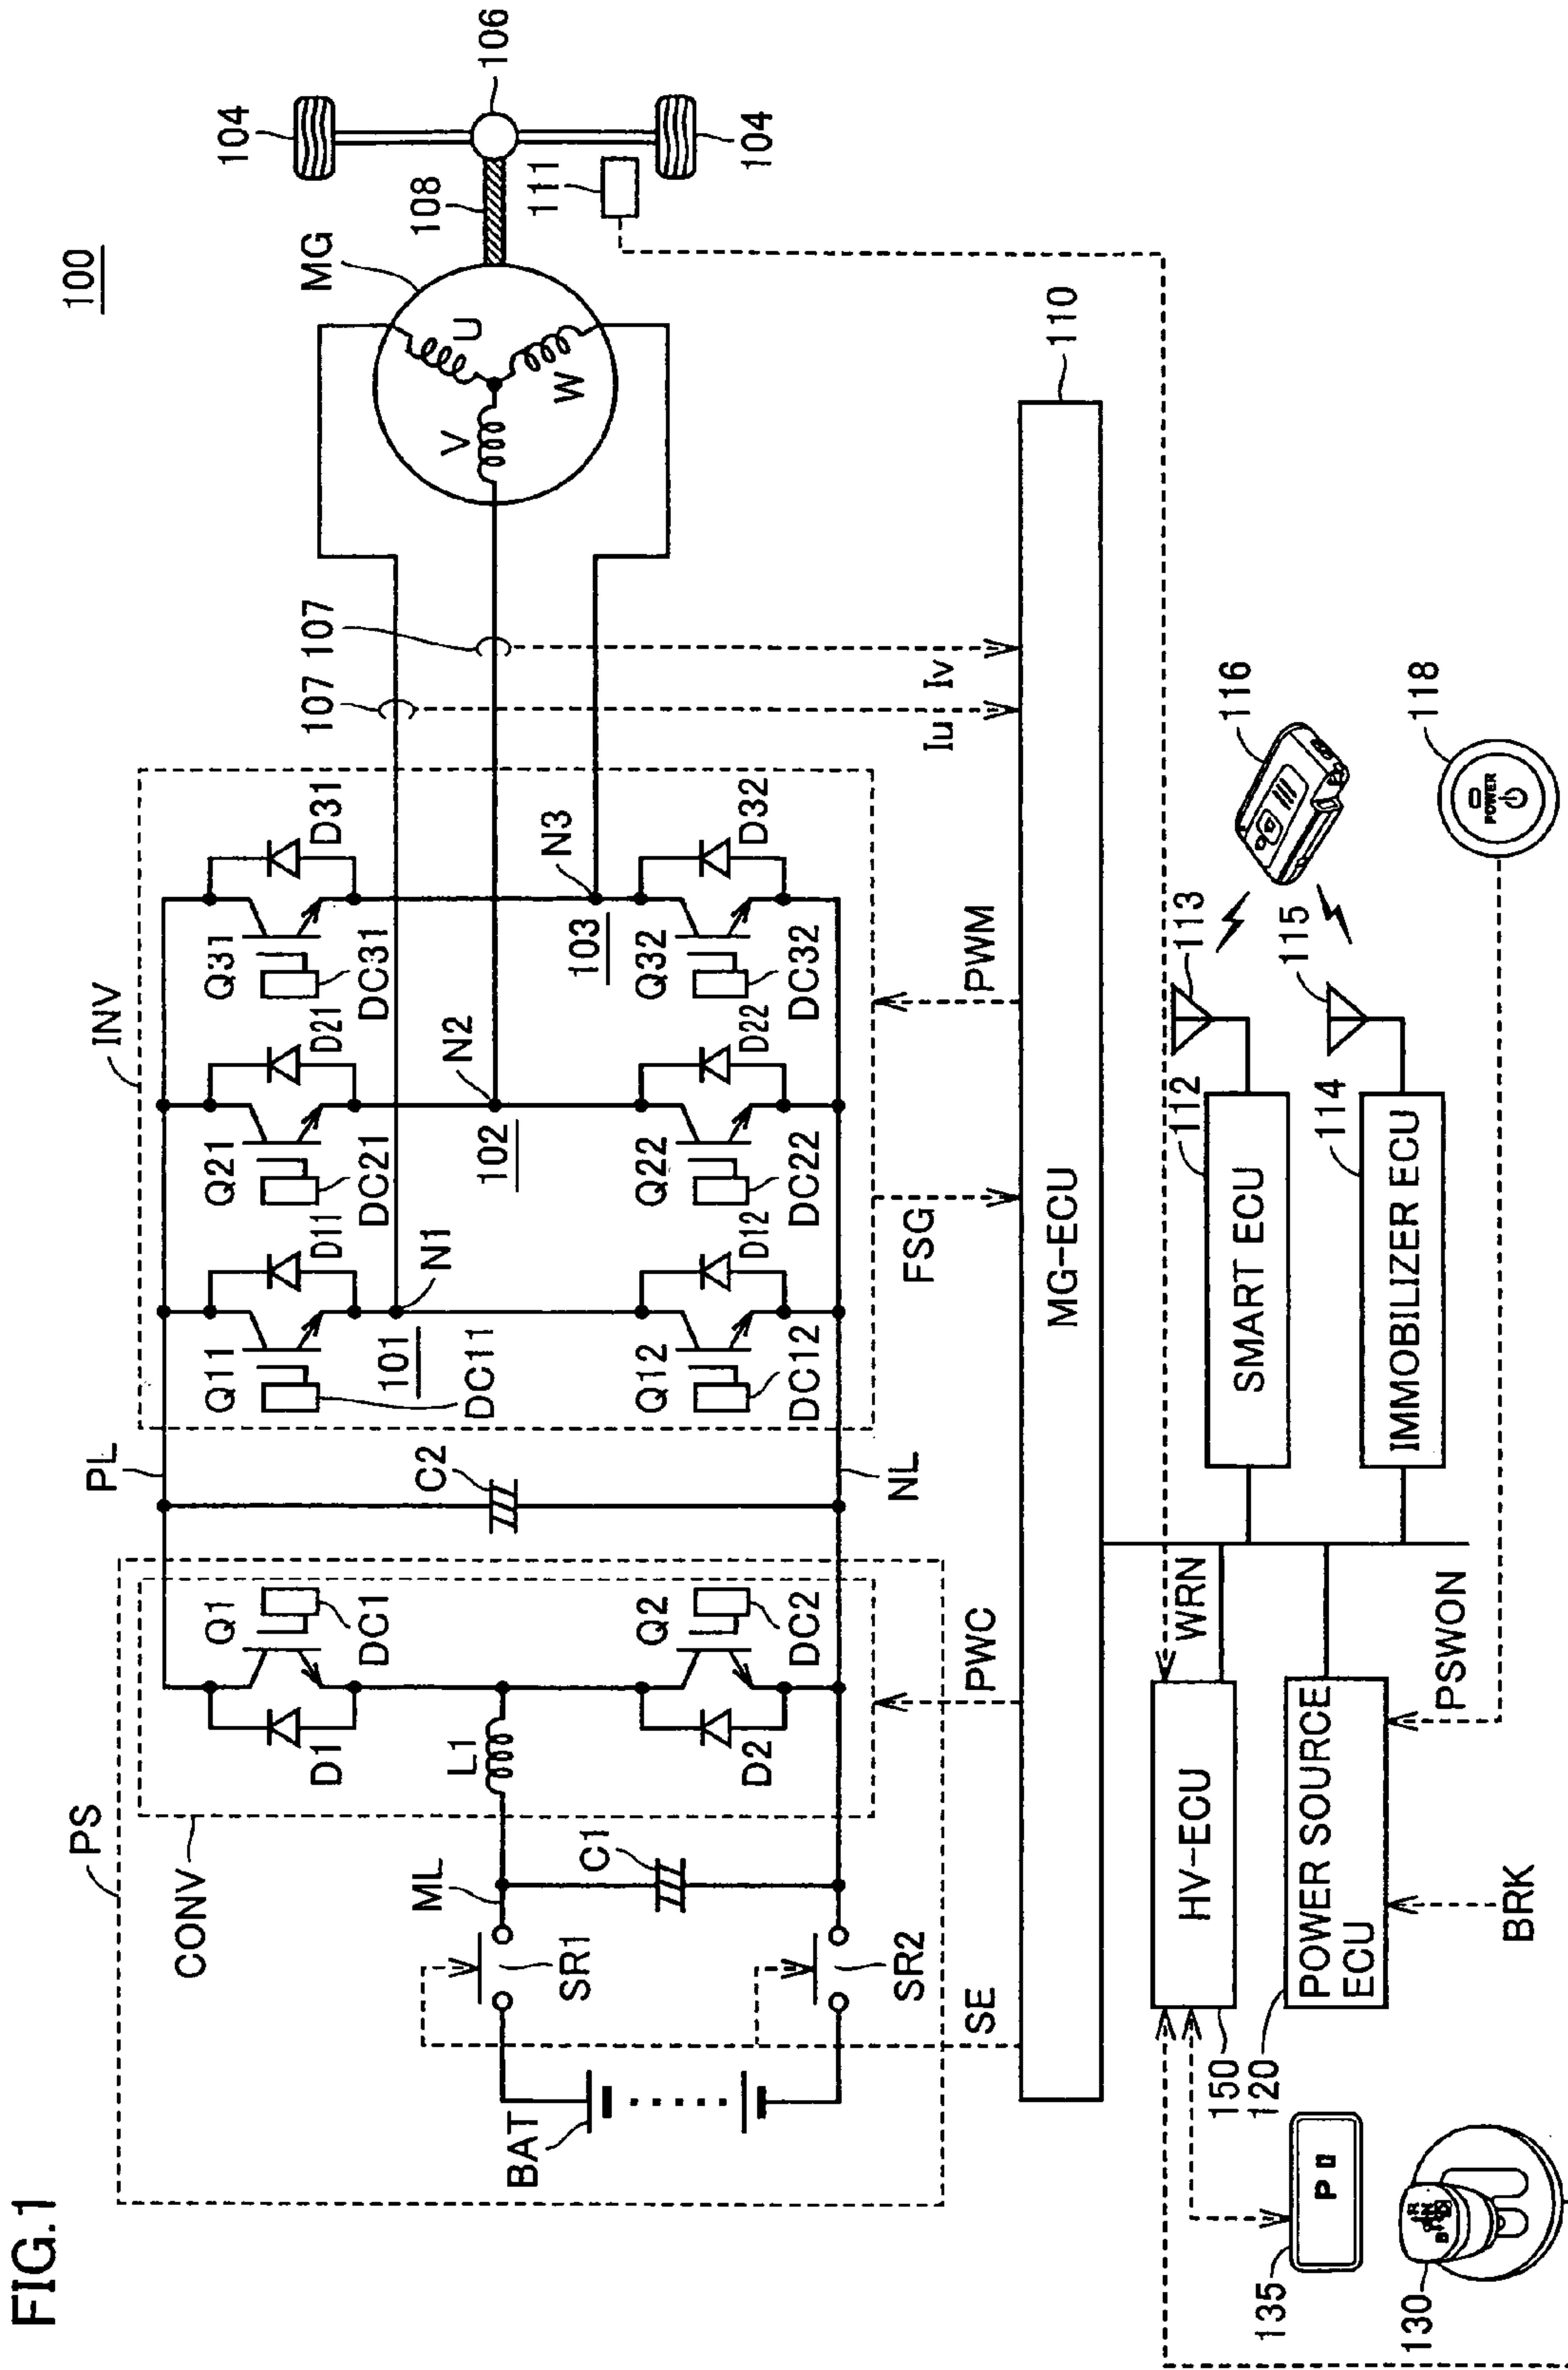 FIG.1
100
PS
CONV
PL
INV
MG
104
106
108
111
104
BAT
ML
SR1
SR2
C1
L1
D1
D2
Q1
DC1
Q2
DC2
C2
NL
Q11
D11
DC11
101
N1
Q12
D12
DC12
Q21
D21
DC21
102
N2
Q22
D22
DC22
Q31
D31
DC31
103
N3
Q32
D32
DC32
107
107
U
V
W
SE
PWC
FSG
PWM
Iu
Iv
MG-ECU
110
HV-ECU
150
WRN
POWER SOURCE
ECU
120
BRK
PSWON
SMART ECU
112
113
IMMOBILIZER ECU
114
115
116
118
POWER
135
P
130
R
N
D
B